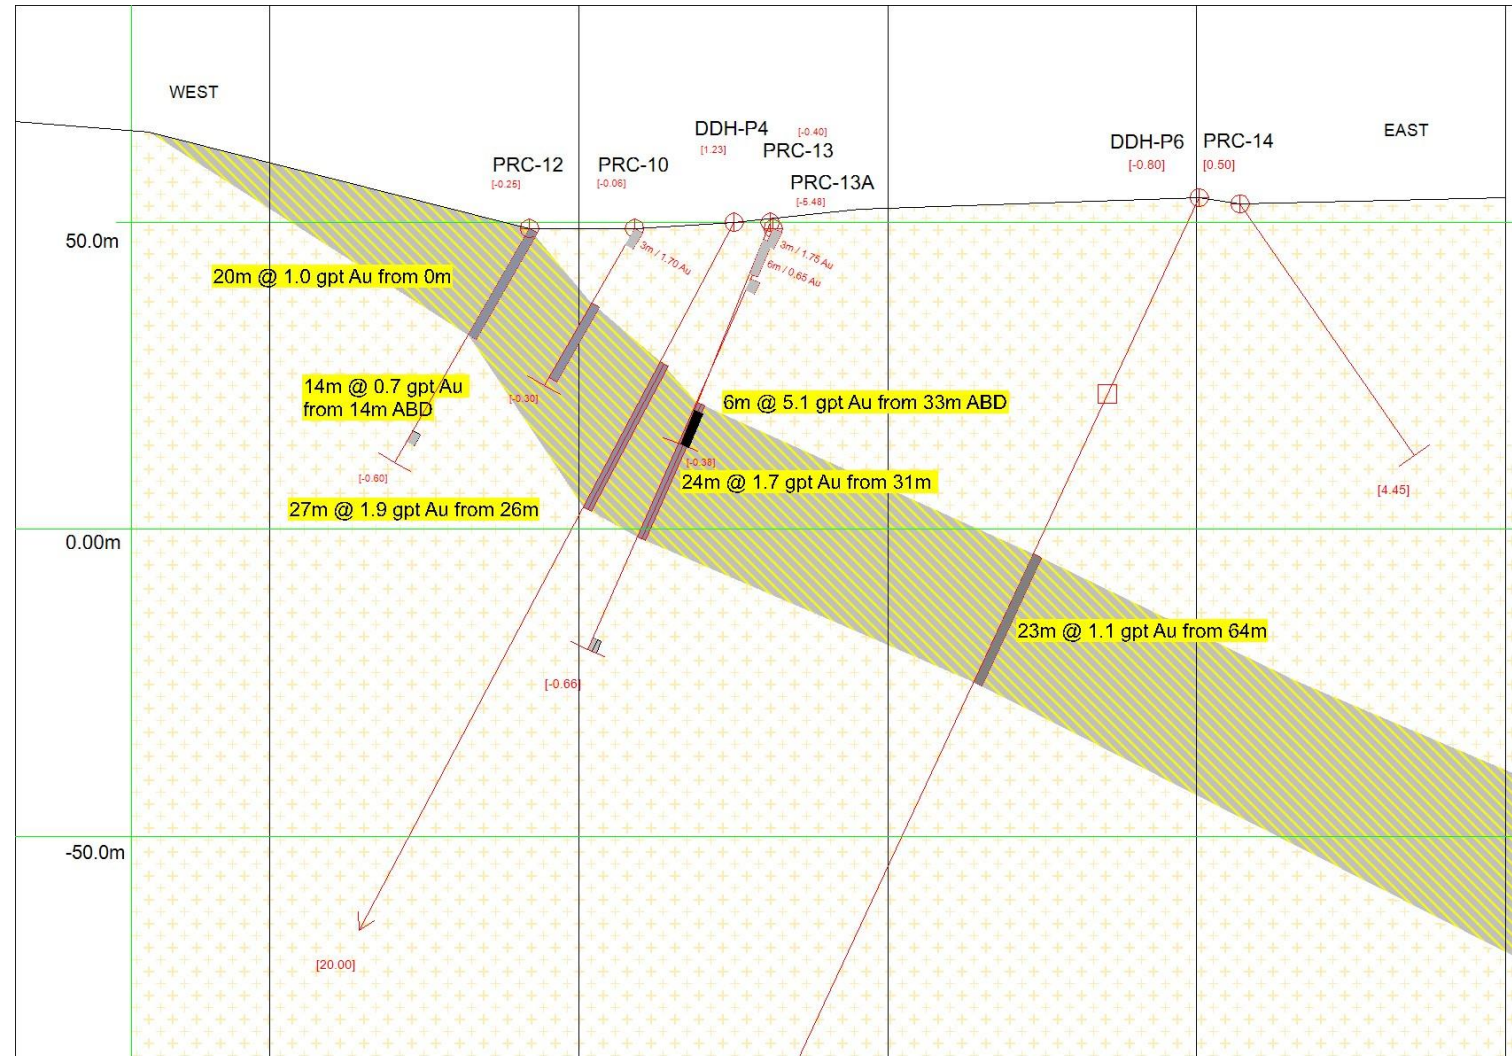 WEST
EAST
DDH-P4
[1.23]
[-0.40]
PRC-13
PRC-13A
[-5.48]
PRC-12
[-0.25]
PRC-10
[-0.06]
DDH-P6
[-0.80]
PRC-14
[0.50]
50.0m
3m / 1.70 Au
3m / 1.75 Au
6m / 0.65 Au
20m @ 1.0 gpt Au from 0m
14m @ 0.7 gpt Au
from 14m ABD
[-0.30]
6m @ 5.1 gpt Au from 33m ABD
[-0.38]
[-0.60]
24m @ 1.7 gpt Au from 31m
[4.45]
27m @ 1.9 gpt Au from 26m
0.00m
23m @ 1.1 gpt Au from 64m
[-0.66]
-50.0m
[20.00]